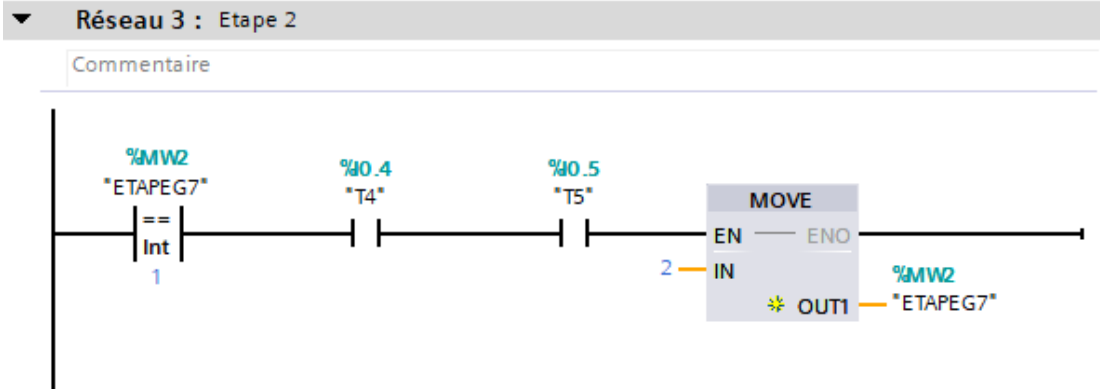 Réseau 3 : Etape 2
Commentaire
%MW2
"ETAPEG7"
==
Int
1
%I0.4
"T4"
%I0.5
"T5"
MOVE
EN ENO
2 IN
OUT1
%MW2
"ETAPEG7"